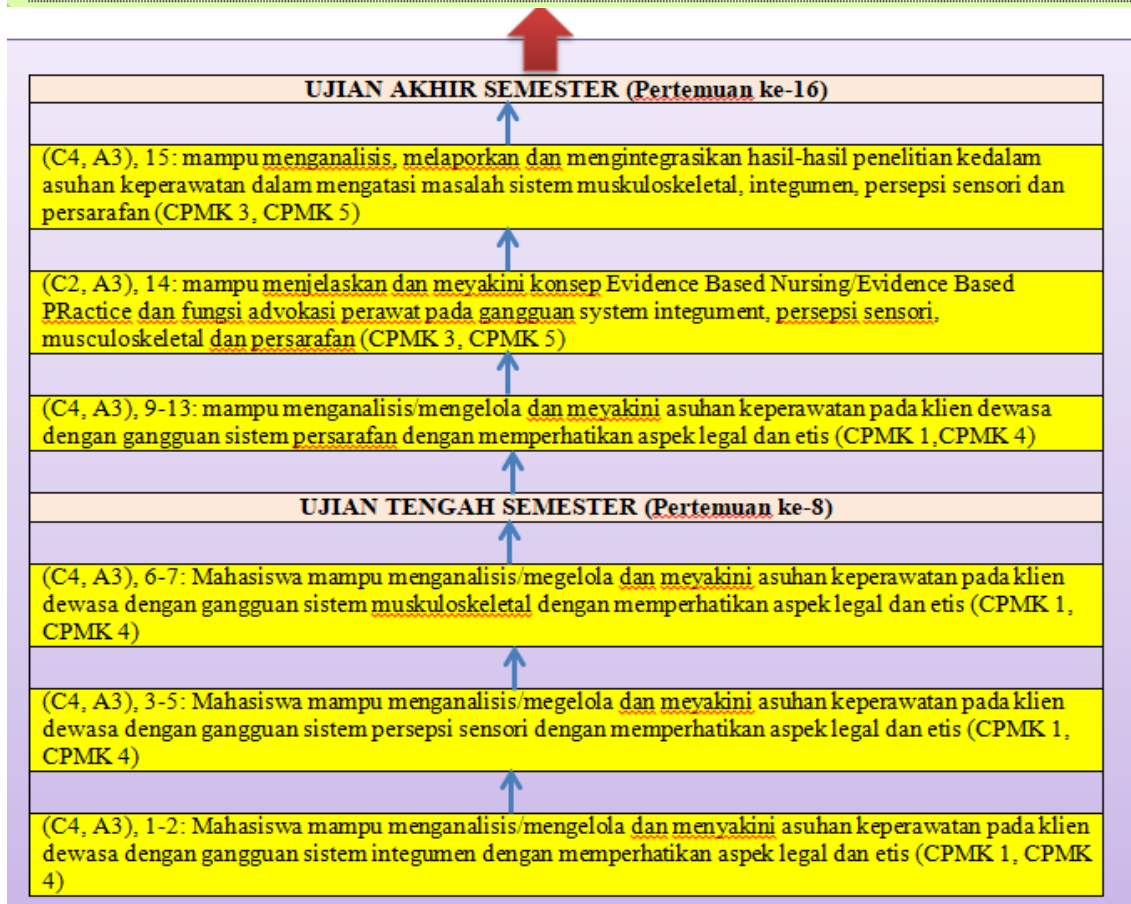 UJIAN AKHIR SEMESTER (Pertemuan ke-16)
(C4, A3), 15: mampu menganalisis, melaporkan dan mengintegrasikan hasil-hasil penelitian kedalam
asuhan keperawatan dalam mengatasi masalah sistem muskuloskeletal, integumen, persepsi sensori dan
persarafan (CPMK 3, CPMK 5)
(C2, A3), 14: mampu menjelaskan dan meyakini konsep Evidence Based Nursing/Evidence Based
PRactice dan fungsi advokasi perawat pada gangguan system integument, persepsi sensori,
musculoskeletal dan persarafan (CPMK 3, CPMK 5)
(C4, A3), 9-13: mampu menganalisis/mengelola dan meyakini asuhan keperawatan pada klien dewasa
dengan gangguan sistem persarafan dengan memperhatikan aspek legal dan etis (CPMK 1,CPMK 4)
UJIAN TENGAH SEMESTER (Pertemuan ke-8)
(C4, A3), 6-7: Mahasiswa mampu menganalisis/megelola dan meyakini asuhan keperawatan pada klien
dewasa dengan gangguan sistem muskuloskeletal dengan memperhatikan aspek legal dan etis (CPMK 1,
CPMK 4)
(C4, A3), 3-5: Mahasiswa mampu menganalisis/megelola dan meyakini asuhan keperawatan pada klien
dewasa dengan gangguan sistem persepsi sensori dengan memperhatikan aspek legal dan etis (CPMK 1,
CPMK 4)
(C4, A3), 1-2: Mahasiswa mampu menganalisis/mengelola dan menyakini asuhan keperawatan pada klien
dewasa dengan gangguan sistem integumen dengan memperhatikan aspek legal dan etis (CPMK 1, CPMK
4)